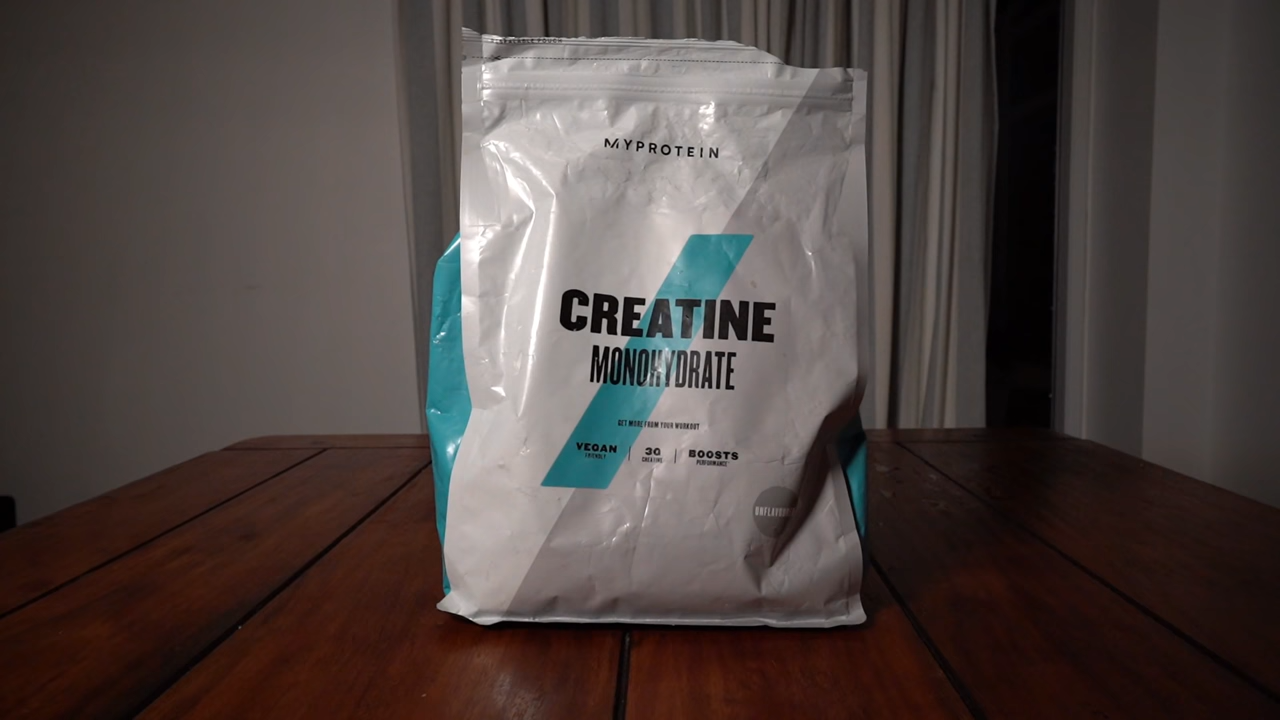 MYPROTEIN
CREATINE
MONOHYDRATE
GET MORE FROM YOUR WORKOUT
VEGAN
FRIENDLY
3G
CREATINE
BOOSTS
PERFORMANCE*